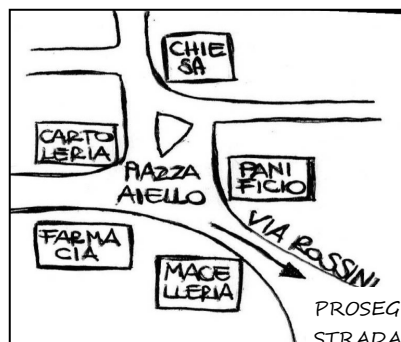 CHIE
SA
CARTO
LERIA
PIAZZA
AIELLO
PANI
FICIO
VIA ROSSINI
FARMA
CIA
MACE
LLERIA
PROSEG
STRADA